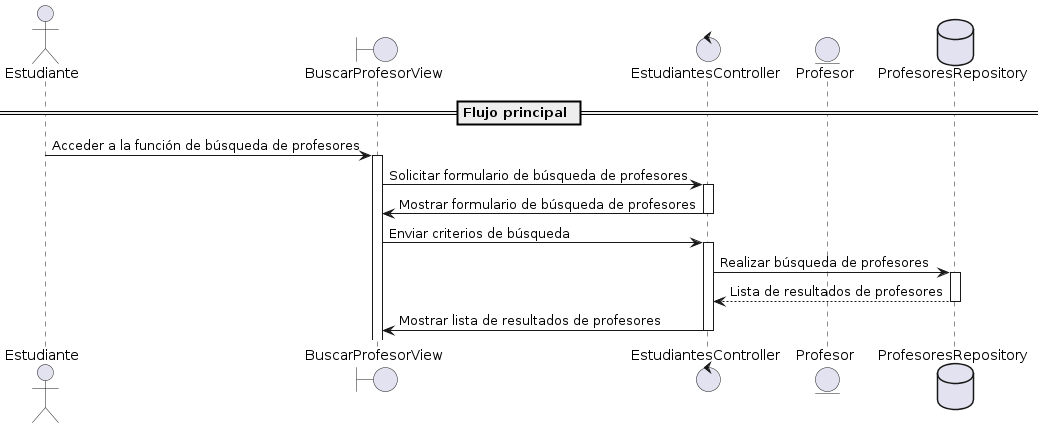 Estudiante
BuscarProfesorView
EstudiantesController
Profesor
ProfesoresRepository
Flujo principal
Acceder a la función de búsqueda de profesores
Solicitar formulario de búsqueda de profesores
Mostrar formulario de búsqueda de profesores
Enviar criterios de búsqueda
Realizar búsqueda de profesores
Lista de resultados de profesores
Mostrar lista de resultados de profesores
Estudiante
BuscarProfesorView
EstudiantesController
Profesor
ProfesoresRepository